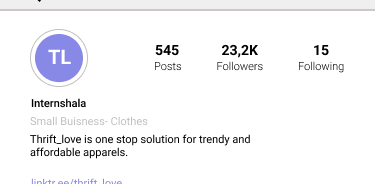 TL
545 23,2K 15
Posts Followers Following
Internshala
Small Buisness- Clothes
Thrift_love is one stop solution for trendy and
affordable apparels.
linktr.ee/thrift_love